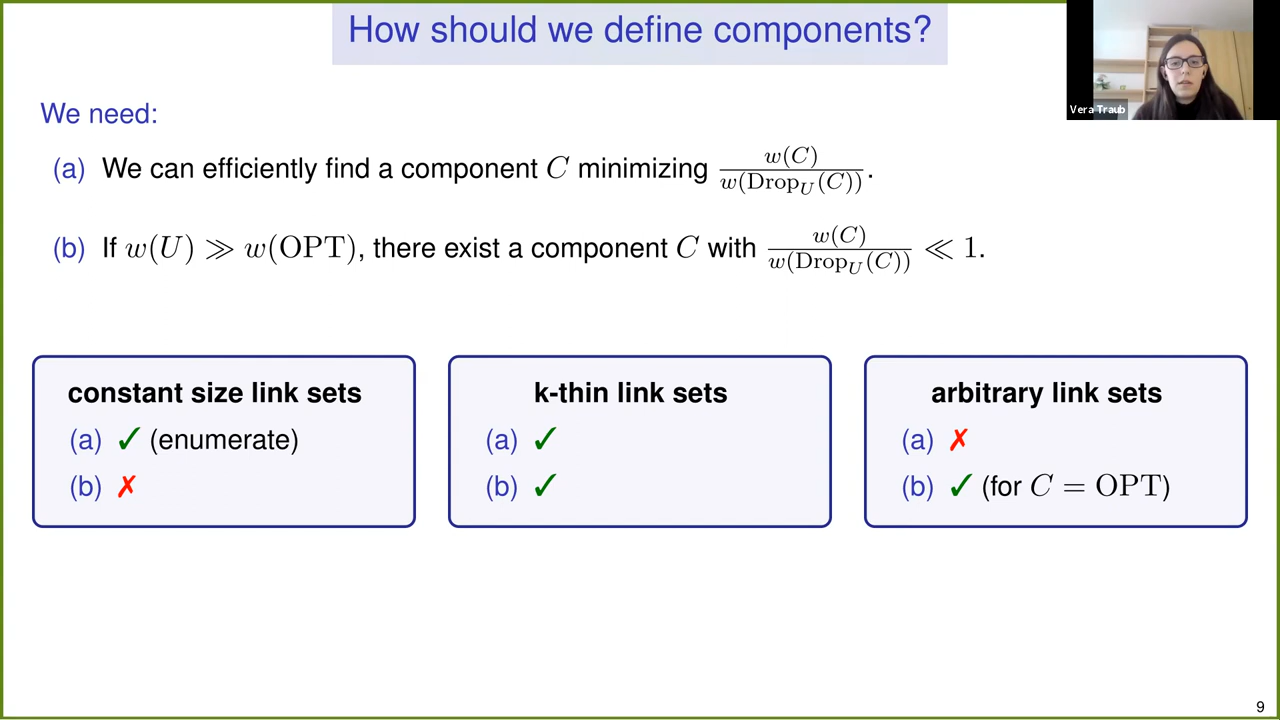 How should we define components?
Vera Traub
We need:
(a) We can efficiently find a component C minimizing w(C)/w(Drop_U(C)).
(b) If w(U) ≫ w(OPT), there exist a component C with w(C)/w(Drop_U(C)) ≪ 1.
constant size link sets
(a) ✓ (enumerate)
(b) ✗
k-thin link sets
(a) ✓
(b) ✓
arbitrary link sets
(a) ✗
(b) ✓ (for C = OPT)
9